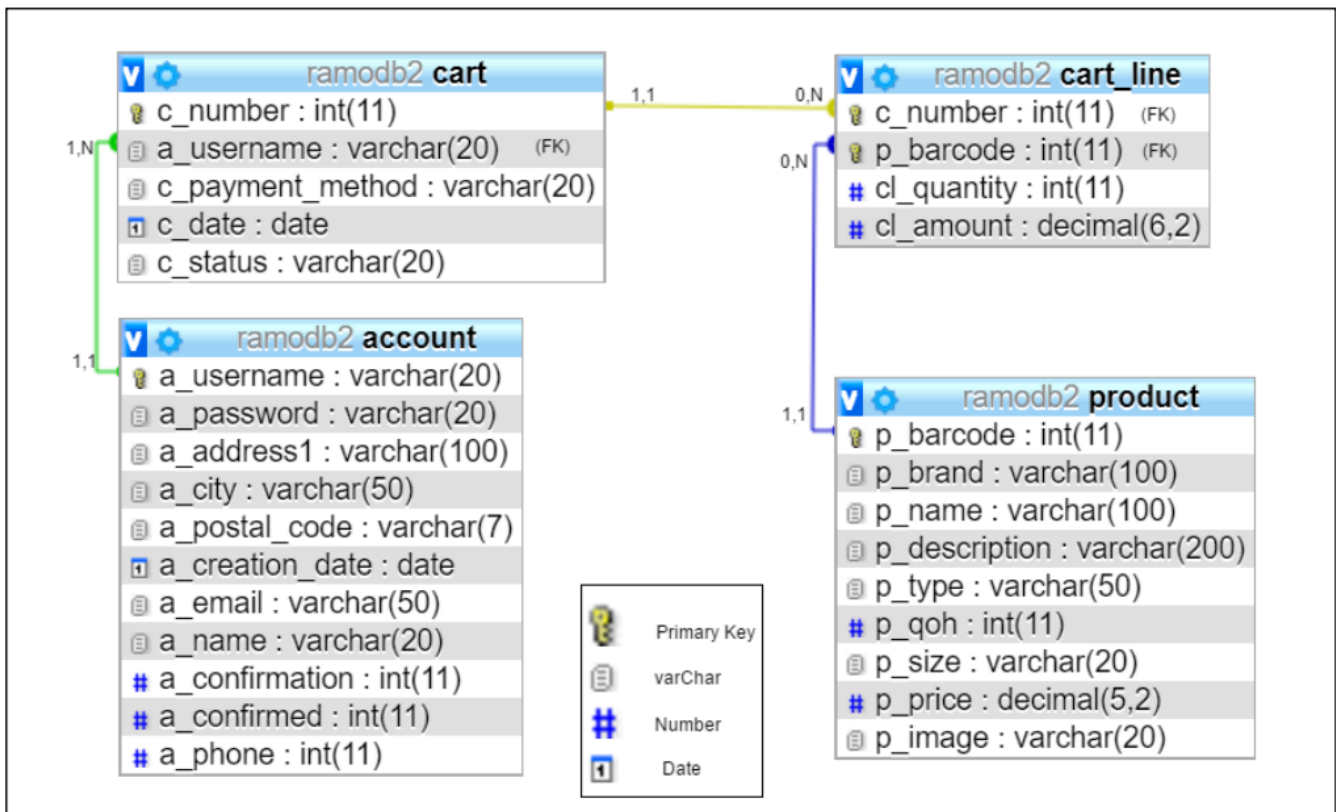 v ramodb2 cart
c_number : int(11)
a_username : varchar(20) (FK)
c_payment_method : varchar(20)
c_date : date
c_status : varchar(20)
1,1
0,N
v ramodb2 cart_line
c_number : int(11) (FK)
p_barcode : int(11) (FK)
cl_quantity : int(11)
cl_amount : decimal(6,2)
1,N
1,1
v ramodb2 account
a_username : varchar(20)
a_password : varchar(20)
a_address1 : varchar(100)
a_city : varchar(50)
a_postal_code : varchar(7)
a_creation_date : date
a_email : varchar(50)
a_name : varchar(20)
a_confirmation : int(11)
a_confirmed : int(11)
a_phone : int(11)
0,N
1,1
v ramodb2 product
p_barcode : int(11)
p_brand : varchar(100)
p_name : varchar(100)
p_description : varchar(200)
p_type : varchar(50)
p_qoh : int(11)
p_size : varchar(20)
p_price : decimal(5,2)
p_image : varchar(20)
Primary Key
varChar
Number
Date